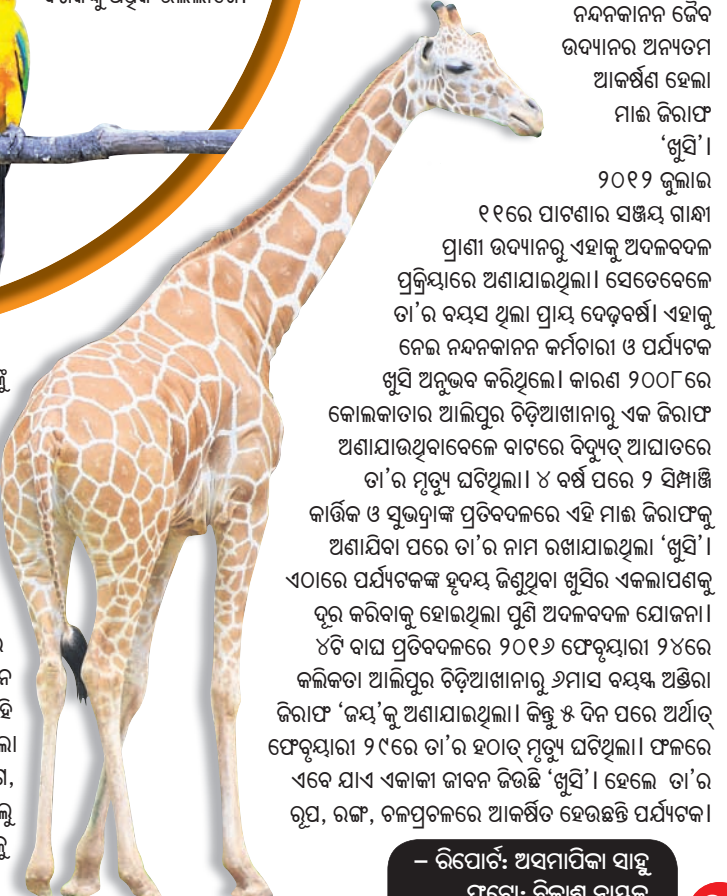 ନନ୍ଦନକାନନ ଜୈବ
ଉଦ୍ୟାନର ଅନ୍ୟତମ
ଆକର୍ଷଣ ହେଲା
ମାଈ ଜିରାଫ
‘ଖୁସି’।
୨୦୧୨ ଜୁଲାଇ
୧୧ରେ ପାଟଣାର ସଞ୍ଜୟ ଗାନ୍ଧୀ
ପ୍ରାଣୀ ଉଦ୍ୟାନରୁ ଏହାକୁ ଅଦଳବଦଳ
ପ୍ରକ୍ରିୟାରେ ଅଣାଯାଇଥିଲା। ସେତେବେଳେ
ତା’ର ବୟସ ଥିଲା ପ୍ରାୟ ଦେଢ଼ବର୍ଷ। ଏହାକୁ
ନେଇ ନନ୍ଦନକାନନ କର୍ମଚାରୀ ଓ ପର୍ଯ୍ୟଟକ
ଖୁସି ଅନୁଭବ କରିଥିଲେ। କାରଣ ୨୦୦୮ରେ
କୋଲକାତାର ଆଲିପୁର ଚିଡ଼ିଆଖାନାରୁ ଏକ ଜିରାଫ
ଅଣାଯାଉଥିବାବେଳେ ବାଟରେ ବିଦ୍ୟୁତ୍ ଆଘାତରେ
ତା’ର ମୃତ୍ୟୁ ଘଟିଥିଲା। ୪ ବର୍ଷ ପରେ ୨ ସିମ୍ପାଞ୍ଜି
କାର୍ତ୍ତିକ ଓ ସୁଭଦ୍ରାଙ୍କ ପ୍ରତିବଦଳରେ ଏହି ମାଈ ଜିରାଫକୁ
ଅଣାଯିବା ପରେ ତା’ର ନାମ ରଖାଯାଇଥିଲା ‘ଖୁସି’।
ଏଠାରେ ପର୍ଯ୍ୟଟକଙ୍କ ହୃଦୟ ଜିଣୁଥିବା ଖୁସିର ଏକଲାପଣକୁ
ଦୂର କରିବାକୁ ହୋଇଥିଲା ପୁଣି ଅଦଳବଦଳ ଯୋଜନା।
୪ଟି ବାଘ ପ୍ରତିବଦଳରେ ୨୦୧୬ ଫେବୃୟାରୀ ୨୪ରେ
କଲିକତା ଆଲିପୁର ଚିଡ଼ିଆଖାନାରୁ ୬ମାସ ବୟସ୍କ ଅଣ୍ଡିରା
ଜିରାଫ ‘ଜୟ’କୁ ଅଣାଯାଇଥିଲା। କିନ୍ତୁ ୫ ଦିନ ପରେ ଅର୍ଥାତ୍
ଫେବୃୟାରୀ ୨୯ରେ ତା’ର ହଠାତ୍ ମୃତ୍ୟୁ ଘଟିଥିଲା। ଫଳରେ
ଏବେ ଯାଏ ଏକାକୀ ଜୀବନ ଜିଉଛି ‘ଖୁସି’। ହେଲେ ତା’ର
ରୂପ, ରଙ୍ଗ, ଚଳପ୍ରଚଳରେ ଆକର୍ଷିତ ହେଉଛନ୍ତି ପର୍ଯ୍ୟଟକ।
– ରିପୋର୍ଟ: ଅସମାପିକା ସାହୁ